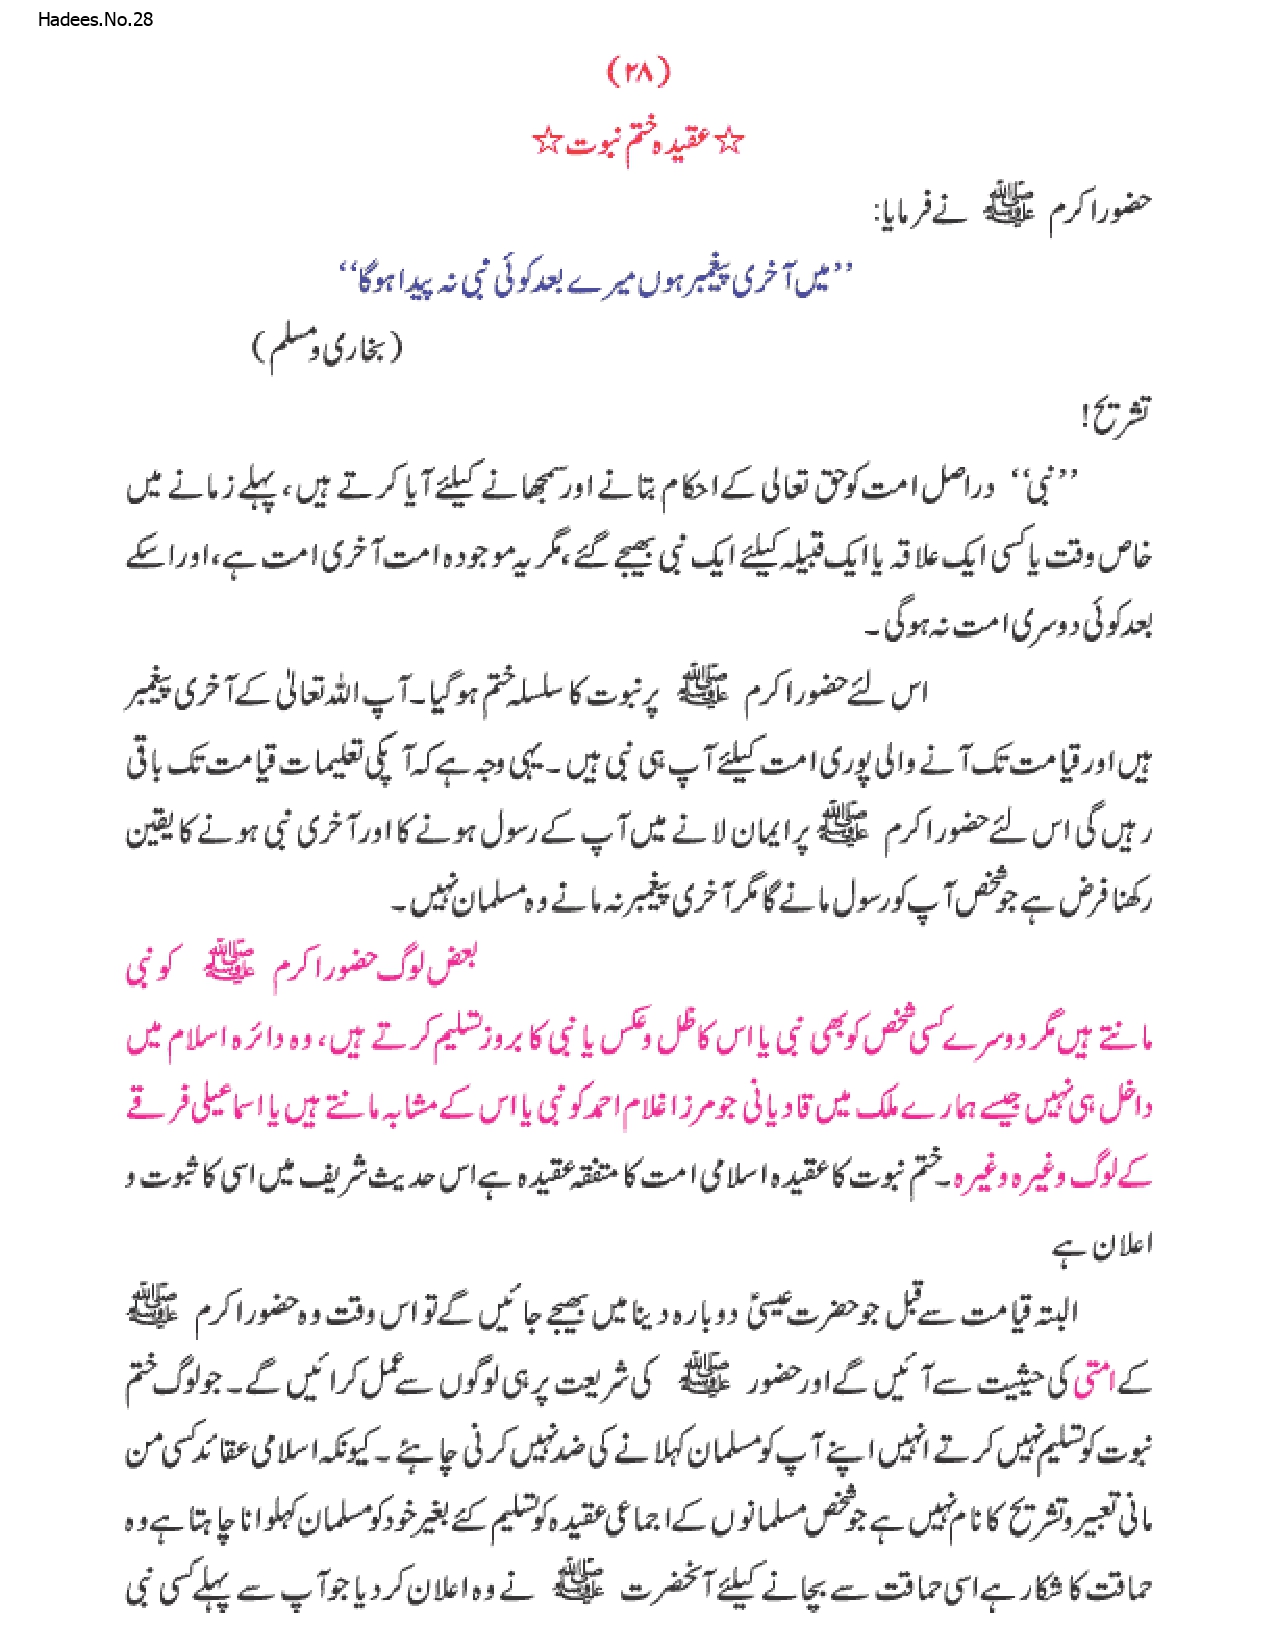 Hadees.No.28
(۲۸)
☆عقیدہ ختم نبوت☆
حضور اکرم ﷺ نے فرمایا:
’’میں آخری پیغمبر ہوں میرے بعد کوئی نبی نہ پیدا ہوگا‘‘
(بخاری و مسلم)
تشریح!
’’نبی‘‘ دراصل امت کو حق تعالی کے احکام بتانے اور سمجھانے کیلئے آیا کرتے ہیں، پہلے زمانے میں
خاص وقت یا کسی ایک علاقہ یا ایک قبیلہ کیلئے ایک نبی بھیجے گئے، مگر یہ موجودہ امت آخری امت ہے، اور اسکے
بعد کوئی دوسری امت نہ ہوگی۔
اس لئے حضور اکرم ﷺ پر نبوت کا سلسلہ ختم ہو گیا۔ آپ اللہ تعالیٰ کے آخری پیغمبر
ہیں اور قیامت تک آنے والی پوری امت کیلئے آپ ہی نبی ہیں۔ یہی وجہ ہے کہ آپکی تعلیمات قیامت تک باقی
رہیں گی اس لئے حضور اکرم ﷺ پر ایمان لانے میں آپ کے رسول ہونے کا اور آخری نبی ہونے کا یقین
رکھنا فرض ہے جو شخص آپ کو رسول مانے گا مگر آخری پیغمبر نہ مانے وہ مسلمان نہیں۔
بعض لوگ حضور اکرم ﷺ کو نبی
مانتے ہیں مگر دوسرے کسی شخص کو بھی نبی یا اس کا ظل و عکس یا نبی کا بروز تسلیم کرتے ہیں، وہ دائرہ اسلام میں
داخل ہی نہیں جیسے ہمارے ملک میں قادیانی جو مرزا غلام احمد کو نبی یا اس کے مشابہ مانتے ہیں یا اسماعیلی فرقے
کے لوگ وغیرہ وغیرہ۔ ختم نبوت کا عقیدہ اسلامی امت کا متفقہ عقیدہ ہے اس حدیث شریف میں اسی کا ثبوت و
اعلان ہے
البتہ قیامت سے قبل جو حضرت عیسیٰؑ دوبارہ دینا میں بھیجے جائیں گے تو اس وقت وہ حضور اکرم ﷺ
کے امتی کی حیثیت سے آئیں گے اور حضور ﷺ کی شریعت پر ہی لوگوں سے عمل کرائیں گے۔ جو لوگ ختم
نبوت کو تسلیم نہیں کرتے انہیں اپنے آپ کو مسلمان کہلانے کی ضد نہیں کرنی چاہئے۔ کیونکہ اسلامی عقائد کسی من
مانی تعبیر و تشریح کا نام نہیں ہے جو شخص مسلمانوں کے اجماعی عقیدہ کو تسلیم کئے بغیر خود کو مسلمان کہلوانا چاہتا ہے وہ
حماقت کا شکار ہے اسی حماقت سے بچانے کیلئے آنحضرت ﷺ نے وہ اعلان کر دیا جو آپ سے پہلے کسی نبی